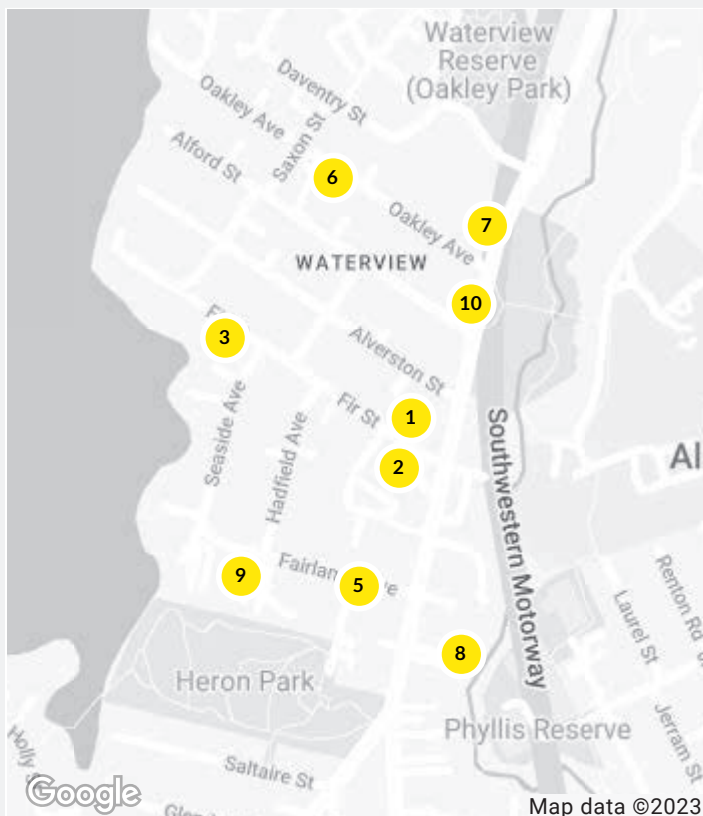 Waterview
Reserve
(Oakley Park)
Daventry St
Oakley Ave
Saxon St
Alford St
6
Oakley Ave
7
WATERVIEW
10
3
Alverston St
Fir St
1
2
Seaside Ave
Hadfield Ave
Southwestern Motorway
Al
9
5
8
Renton Rd
Laurel St
Heron Park
Phyllis Reserve
Jerram St
Holly
Saltaire St
Google
Map data ©2023